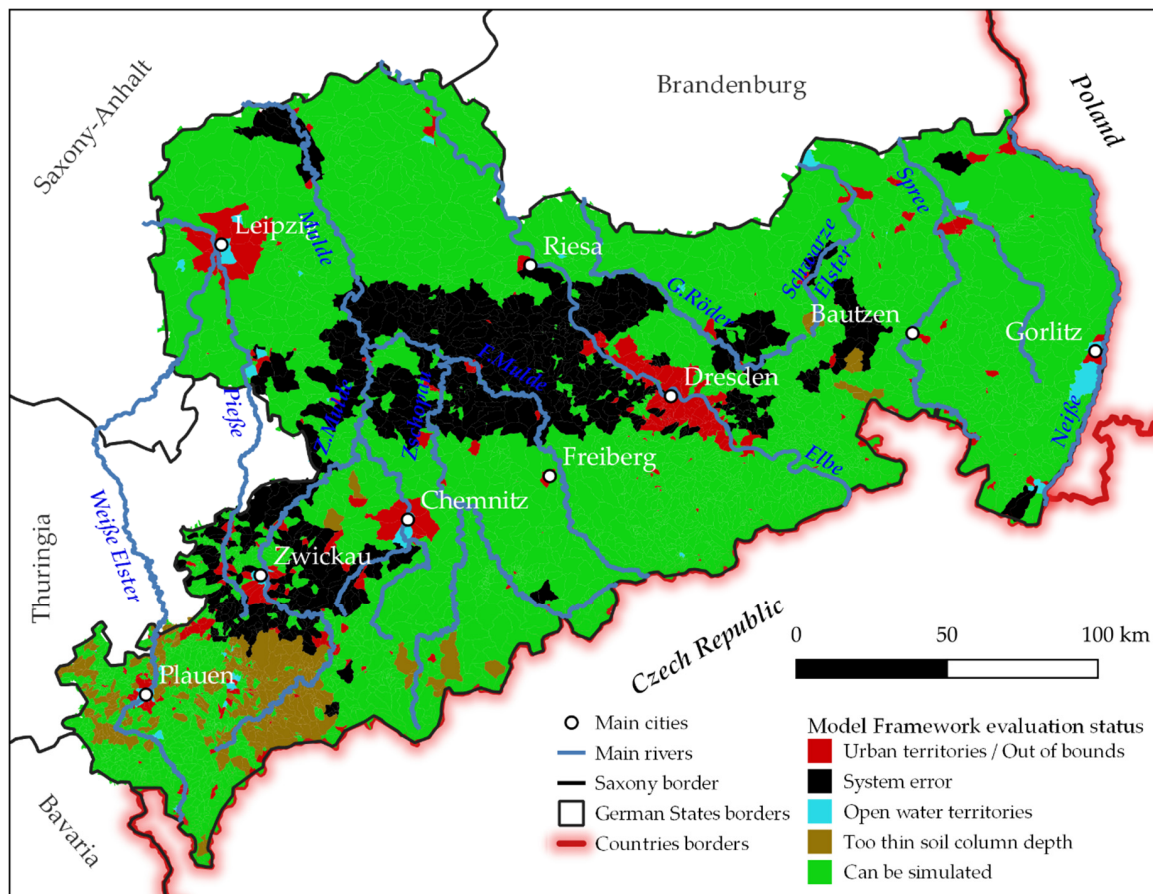 Brandenburg
Saxony-Anhalt
Poland
Mulde
Leipzig
Spree
Riesa
Schwarze
Elster
G.Röder
Bautzen
Gorlitz
F.Mulde
Dresden
Z.Mulde
Zschopau
Pieße
Neiße
Freiberg
Elbe
Chemnitz
Weiße Elster
Zwickau
Thuringia
Czech Republic
0 50 100 km
Plauen
Bavaria
Main cities
Main rivers
Saxony border
German States borders
Countries borders
Model Framework evaluation status
Urban territories / Out of bounds
System error
Open water territories
Too thin soil column depth
Can be simulated